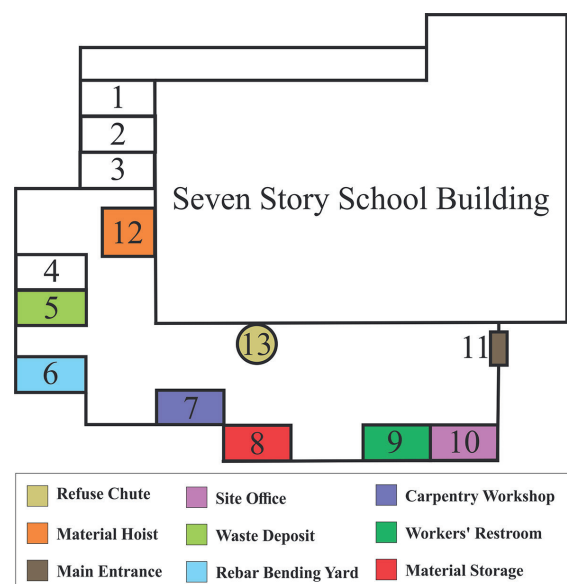 1
2
3
Seven Story School Building
12
4
5
13
11
6
7
8
9
10
Refuse Chute
Site Office
Carpentry Workshop
Material Hoist
Waste Deposit
Workers' Restroom
Main Entrance
Rebar Bending Yard
Material Storage